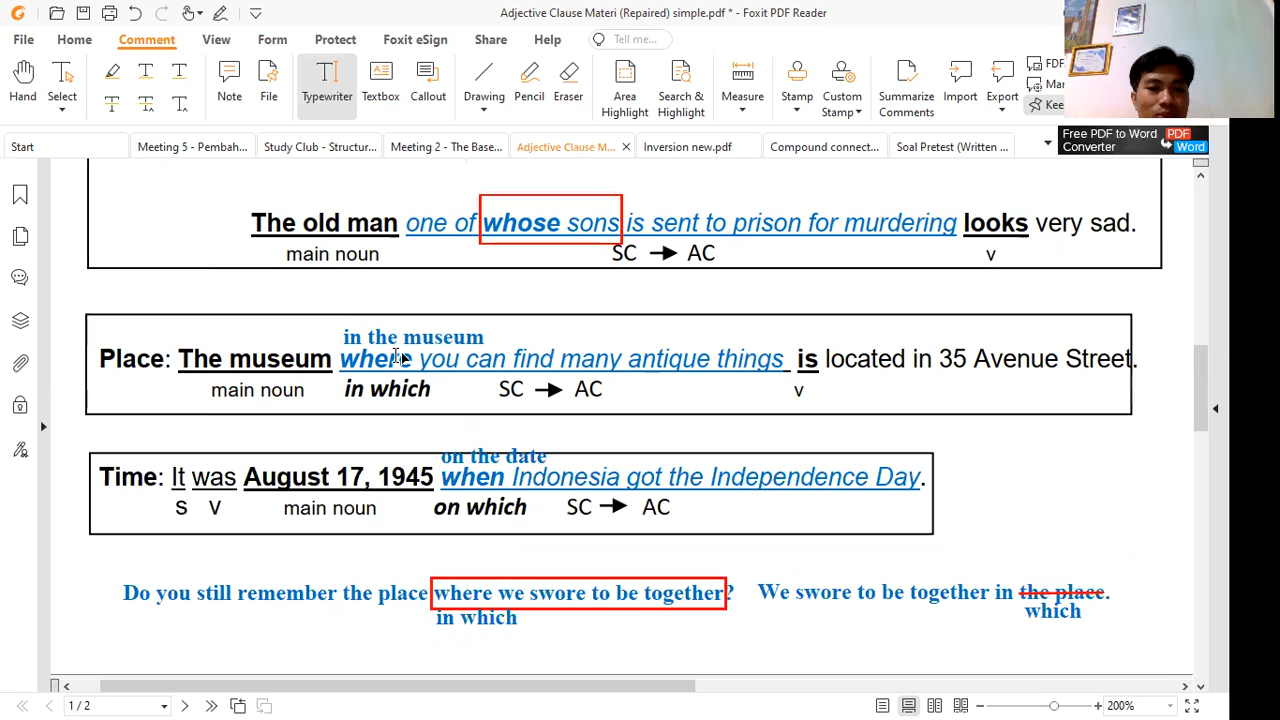 Adjective Clause Materi (Repaired) simple.pdf * - Foxit PDF Reader
File Home Comment View Form Protect Foxit eSign Share Help Tell me...
Hand Select Note File Typewriter Textbox Callout Drawing Pencil Eraser Area Highlight Search & Highlight Measure Stamp Custom Stamp Summarize Comments Import Export FDF
Start Meeting 5 - Pembah... Study Club - Structur... Meeting 2 - The Base... Adjective Clause M... Inversion new.pdf Compound connect... Soal Pretest (Written ...
Free PDF to Word PDF
Converter Word
The old man one of whose sons is sent to prison for murdering looks very sad.
main noun SC AC v
in the museum
Place: The museum where you can find many antique things is located in 35 Avenue Street.
main noun in which SC AC v
on the date
Time: It was August 17, 1945 when Indonesia got the Independence Day.
S V main noun on which SC AC
Do you still remember the place where we swore to be together? We swore to be together in the place.
in which which
1 / 2 200%